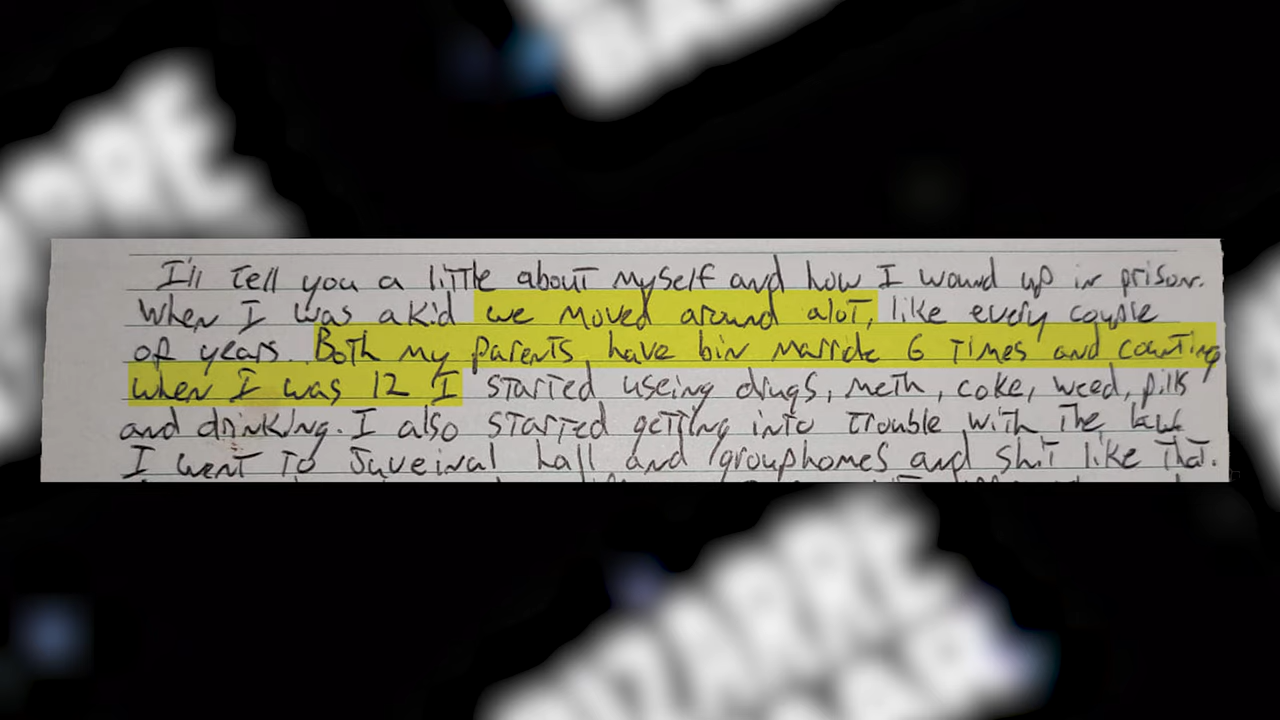 I'll tell you a little about myself and how I wound up in prison.
When I was a kid we moved around alot, like every couple
of years. Both my parents have bin marride 6 times and counting
when I was 12 I started useing drugs, meth, coke, weed, pills
and drinking. I also started getting into trouble with the law
I went to Juveinal hall and grouphomes and shit like that.